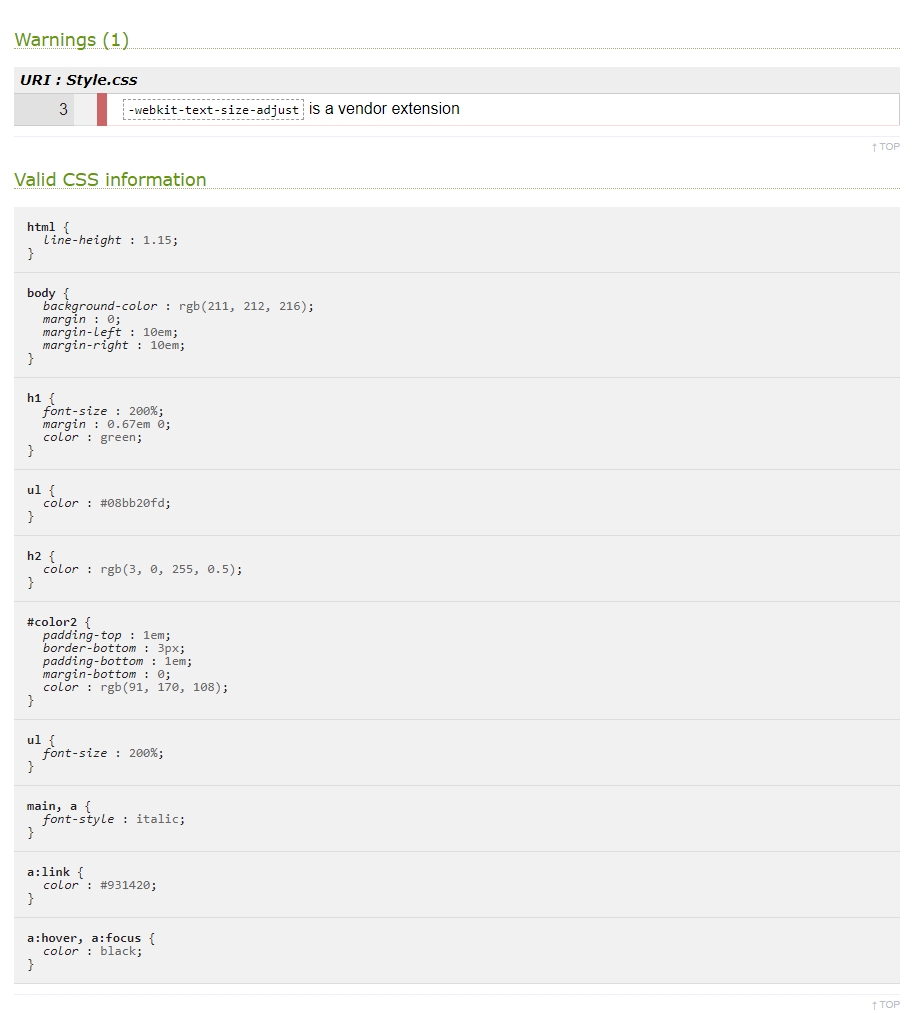 Warnings (1)
URI : Style.css
3 -webkit-text-size-adjust is a vendor extension
↑ TOP
Valid CSS information
html {
line-height : 1.15;
}
body {
background-color : rgb(211, 212, 216);
margin : 0;
margin-left : 10em;
margin-right : 10em;
}
h1 {
font-size : 200%;
margin : 0.67em 0;
color : green;
}
ul {
color : #08bb20fd;
}
h2 {
color : rgb(3, 0, 255, 0.5);
}
#color2 {
padding-top : 1em;
border-bottom : 3px;
padding-bottom : 1em;
margin-bottom : 0;
color : rgb(91, 170, 108);
}
ul {
font-size : 200%;
}
main, a {
font-style : italic;
}
a:link {
color : #931420;
}
a:hover, a:focus {
color : black;
}
↑ TOP